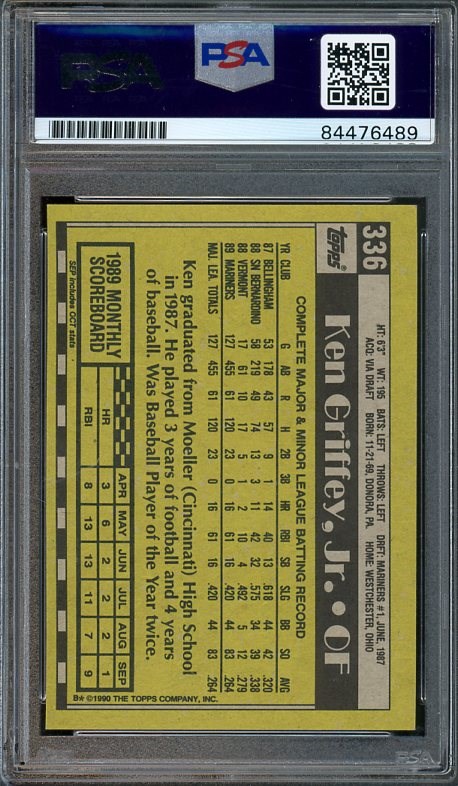 PSA
PSA
84476489
336
Topps®
Ken Griffey, Jr. • OF
HT: 6'3" WT: 195 BATS: LEFT THROWS: LEFT DRFT: MARINERS #1, JUNE, 1987
ACQ: VIA DRAFT BORN: 11-21-69, DONORA, PA. HOME: WESTCHESTER, OHIO
COMPLETE MAJOR & MINOR LEAGUE BATTING RECORD
YR CLUB G AB R H 2B 3B HR RBI SB SLG BB SO AVG
87 BELLINGHAM 53 178 43 57 9 1 14 40 13 .618 44 42 .320
88 SN BERNARDINO 58 219 49 74 13 3 11 42 32 .575 34 39 .338
88 VERMONT 17 61 10 17 5 1 2 10 4 .492 5 12 .279
89 MARINERS 127 455 61 120 23 0 16 61 16 .420 44 83 .264
MAJ. LEA. TOTALS 127 455 61 120 23 0 16 61 16 .420 44 83 .264
Ken graduated from Moeller (Cincinnati) High School
in 1987. He played 3 years of football and 4 years
of baseball. Was Baseball Player of the Year twice.
1989 MONTHLY
SCOREBOARD
APR MAY JUN JUL AUG SEP
HR 3 6 2 2 2 1
RBI 8 13 13 11 7 9
SEP includes OCT stats
B* ©1990 THE TOPPS COMPANY, INC.
PSA